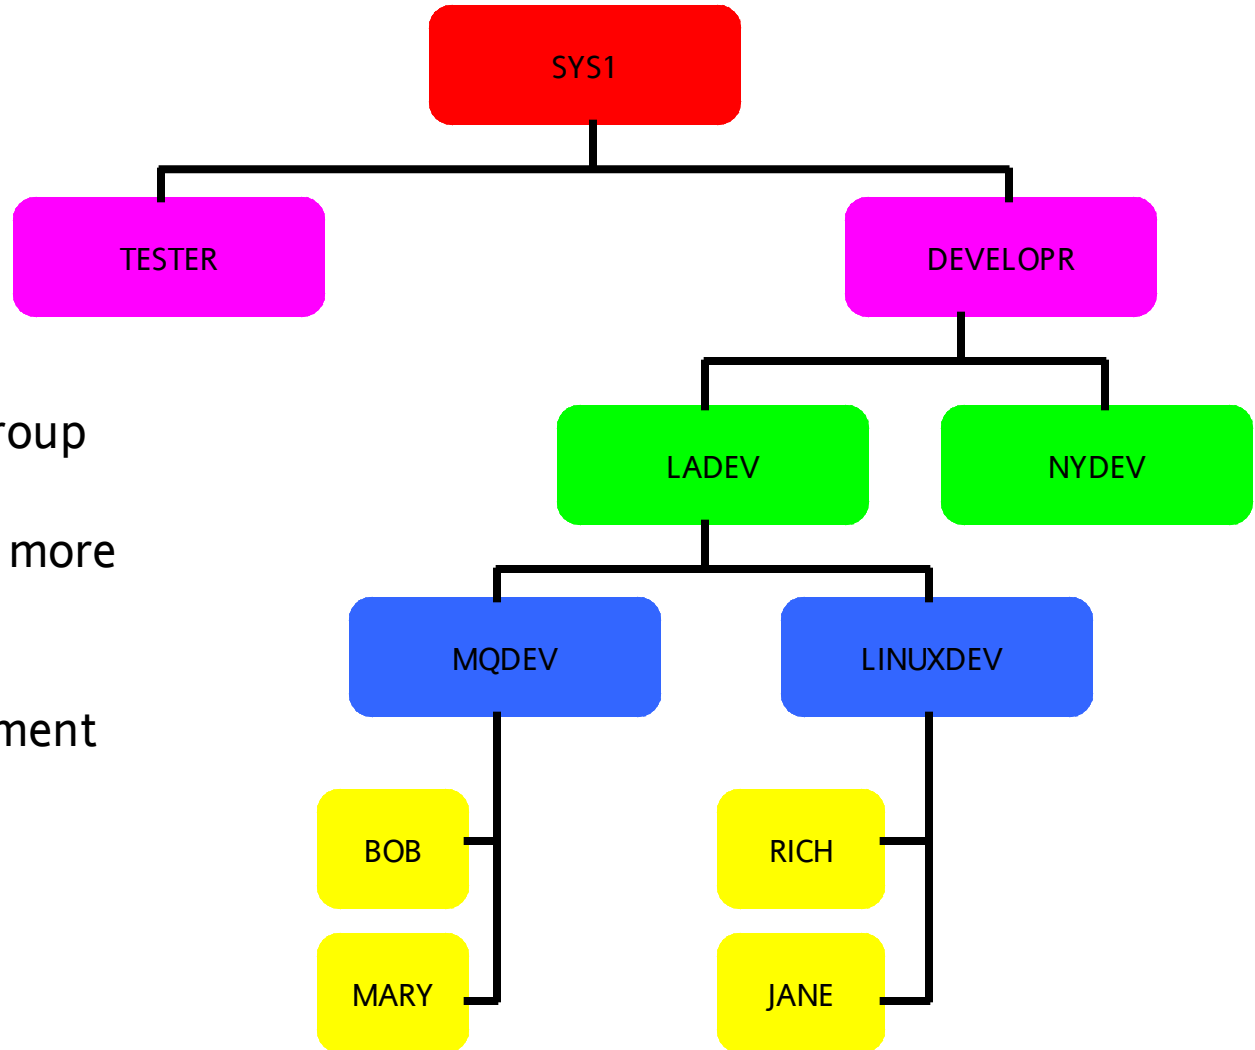 SYS1
TESTER
DEVELOPR
roup
LADEV
NYDEV
more
MQDEV
LINUXDEV
ment
BOB
RICH
MARY
JANE